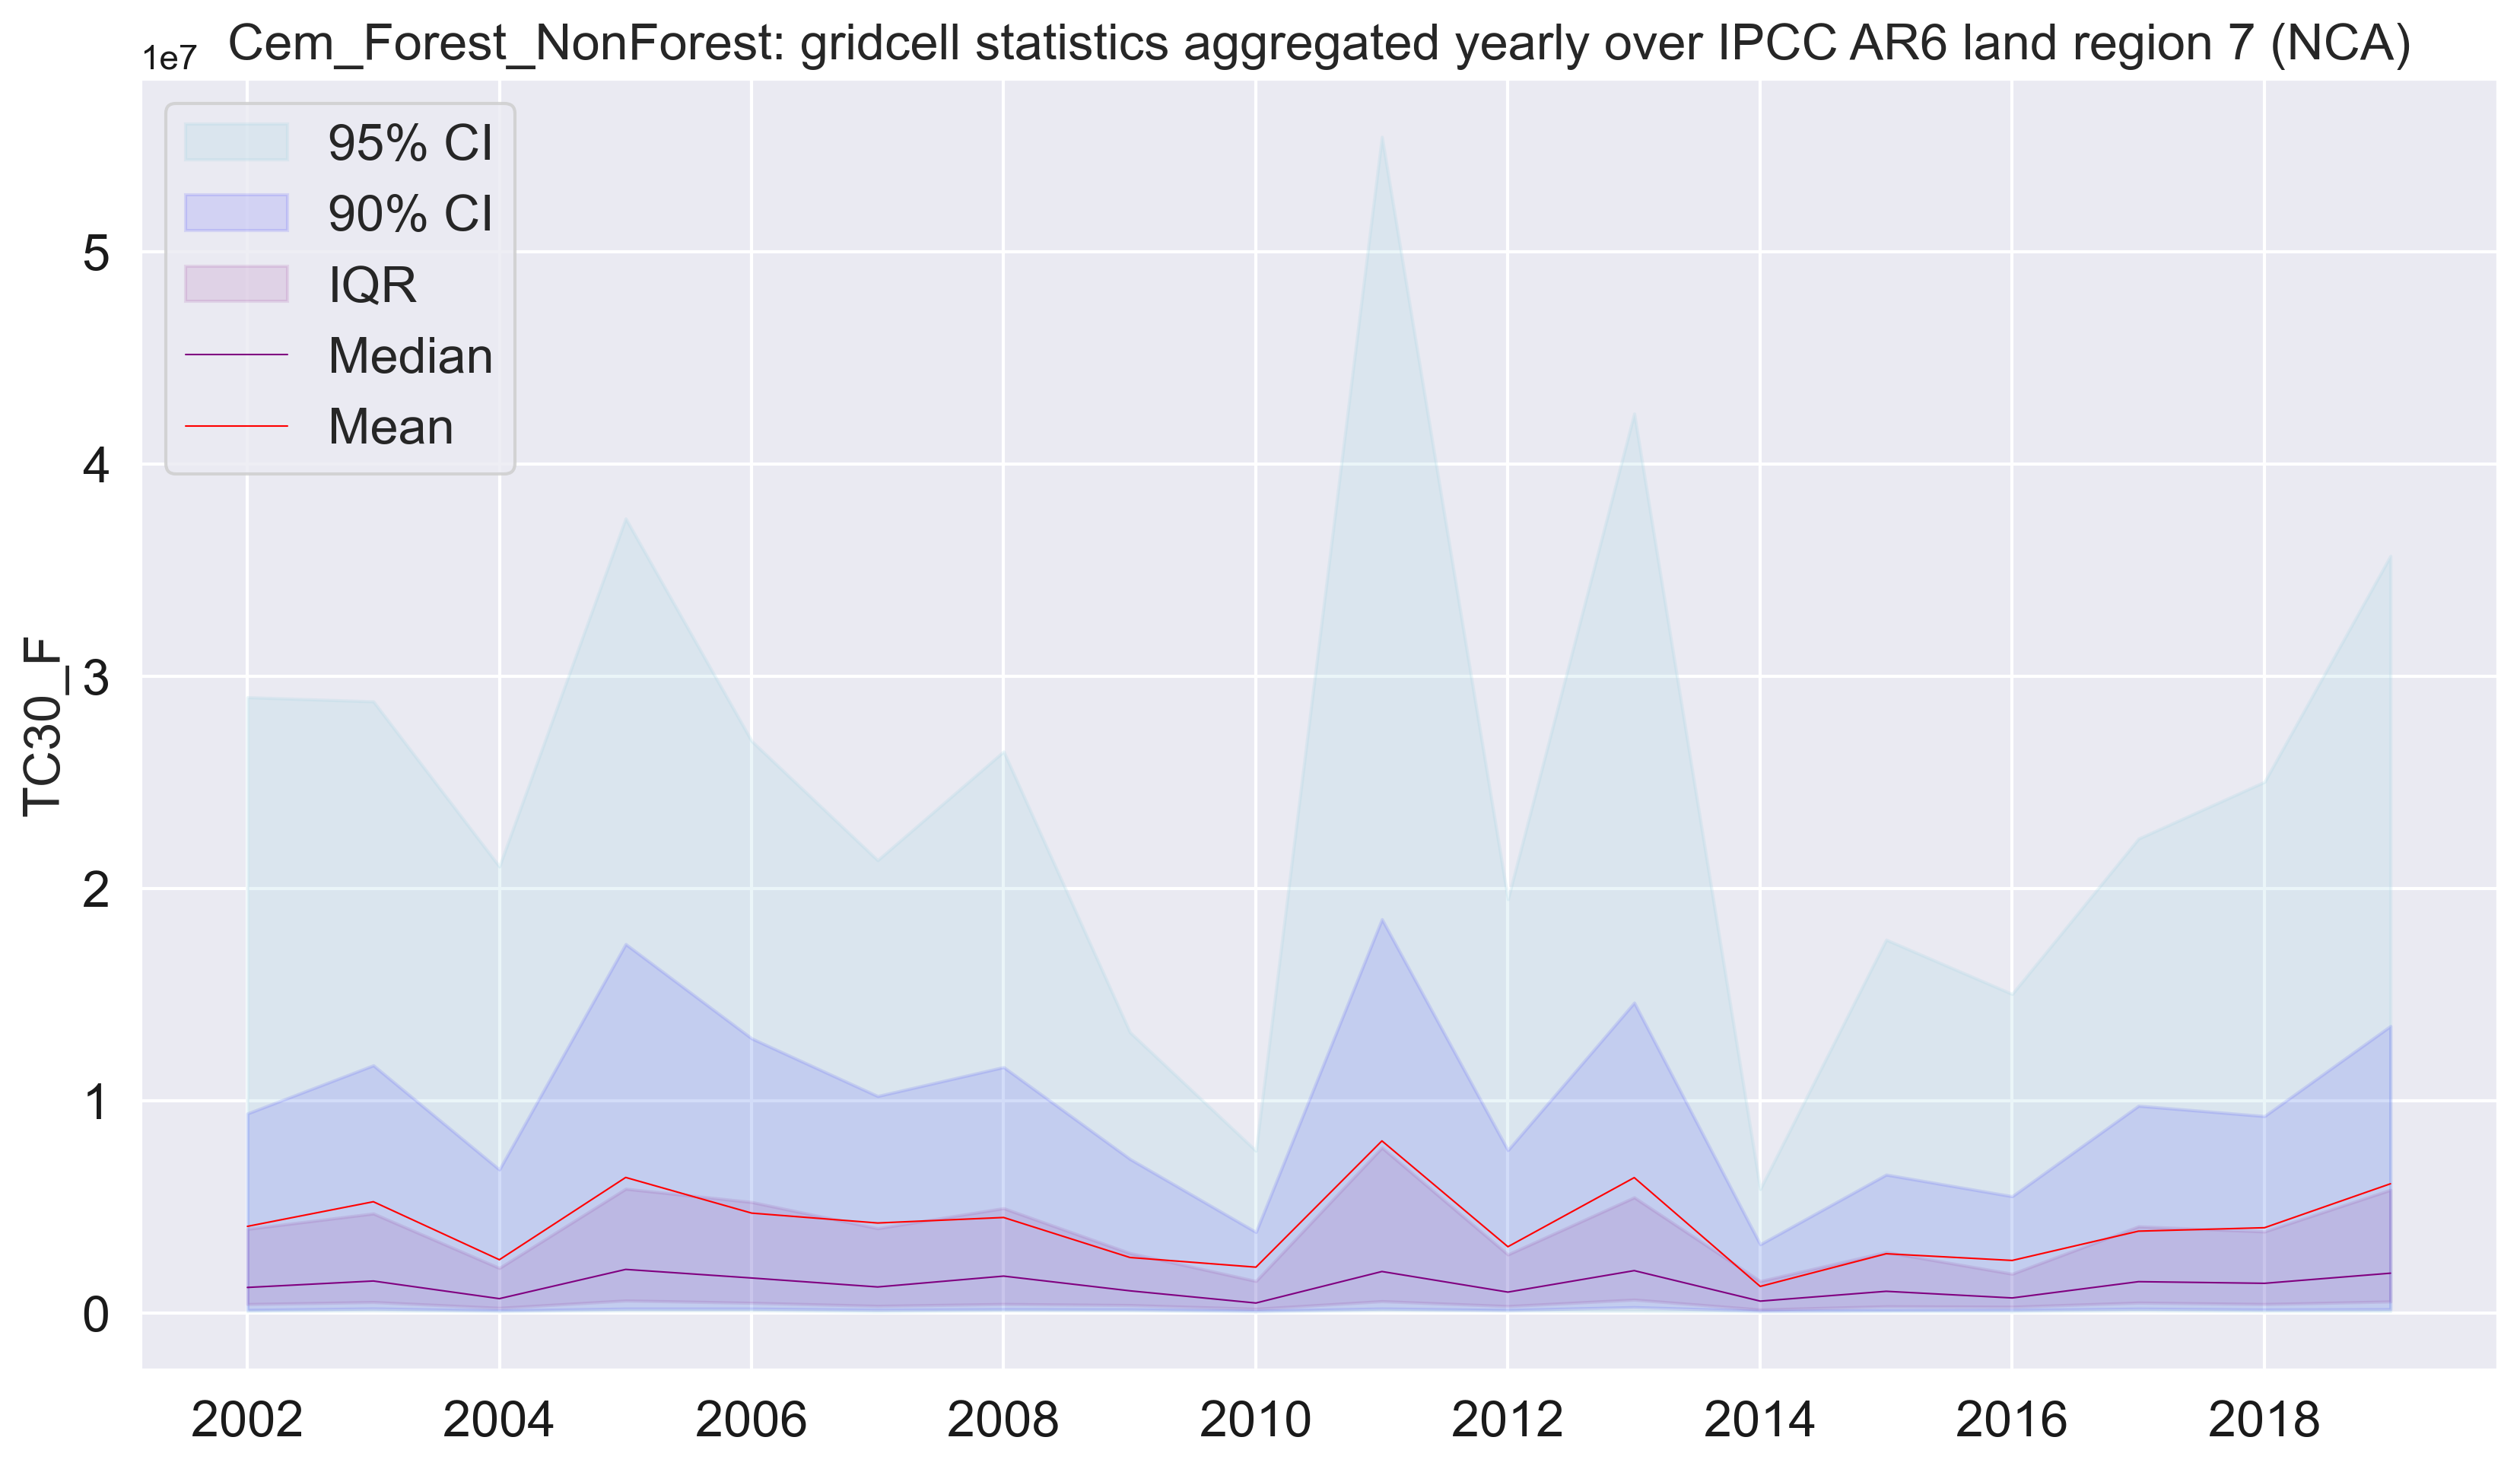 Cem_Forest_NonForest: gridcell statistics aggregated yearly over IPCC AR6 land region 7 (NCA)
1e7
95% CI
90% CI
IQR
Median
Mean
5
4
3
2
1
0
TC30_F
2002 2004 2006 2008 2010 2012 2014 2016 2018